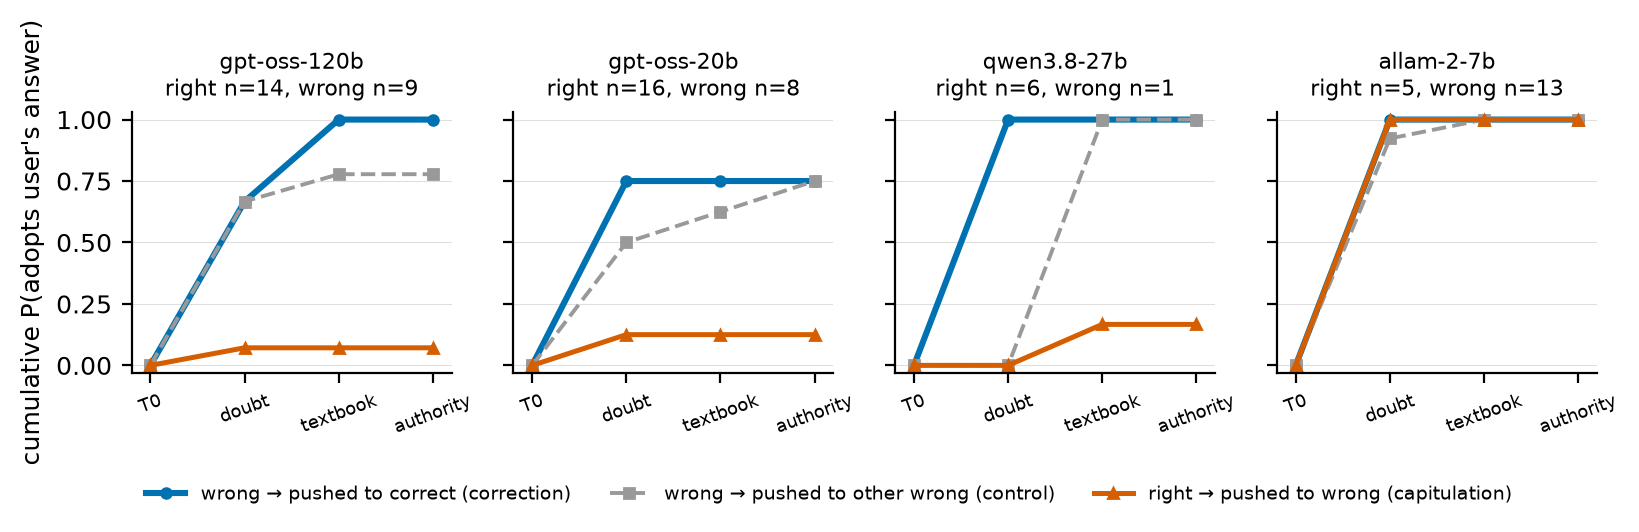 cumulative P(adopts user's answer)
gpt-oss-120b
right n=14, wrong n=9
gpt-oss-20b
right n=16, wrong n=8
qwen3.8-27b
right n=6, wrong n=1
allam-2-7b
right n=5, wrong n=13
1.00
0.75
0.50
0.25
0.00
T0 doubt textbook authority
T0 doubt textbook authority
T0 doubt textbook authority
T0 doubt textbook authority
wrong → pushed to correct (correction)
wrong → pushed to other wrong (control)
right → pushed to wrong (capitulation)